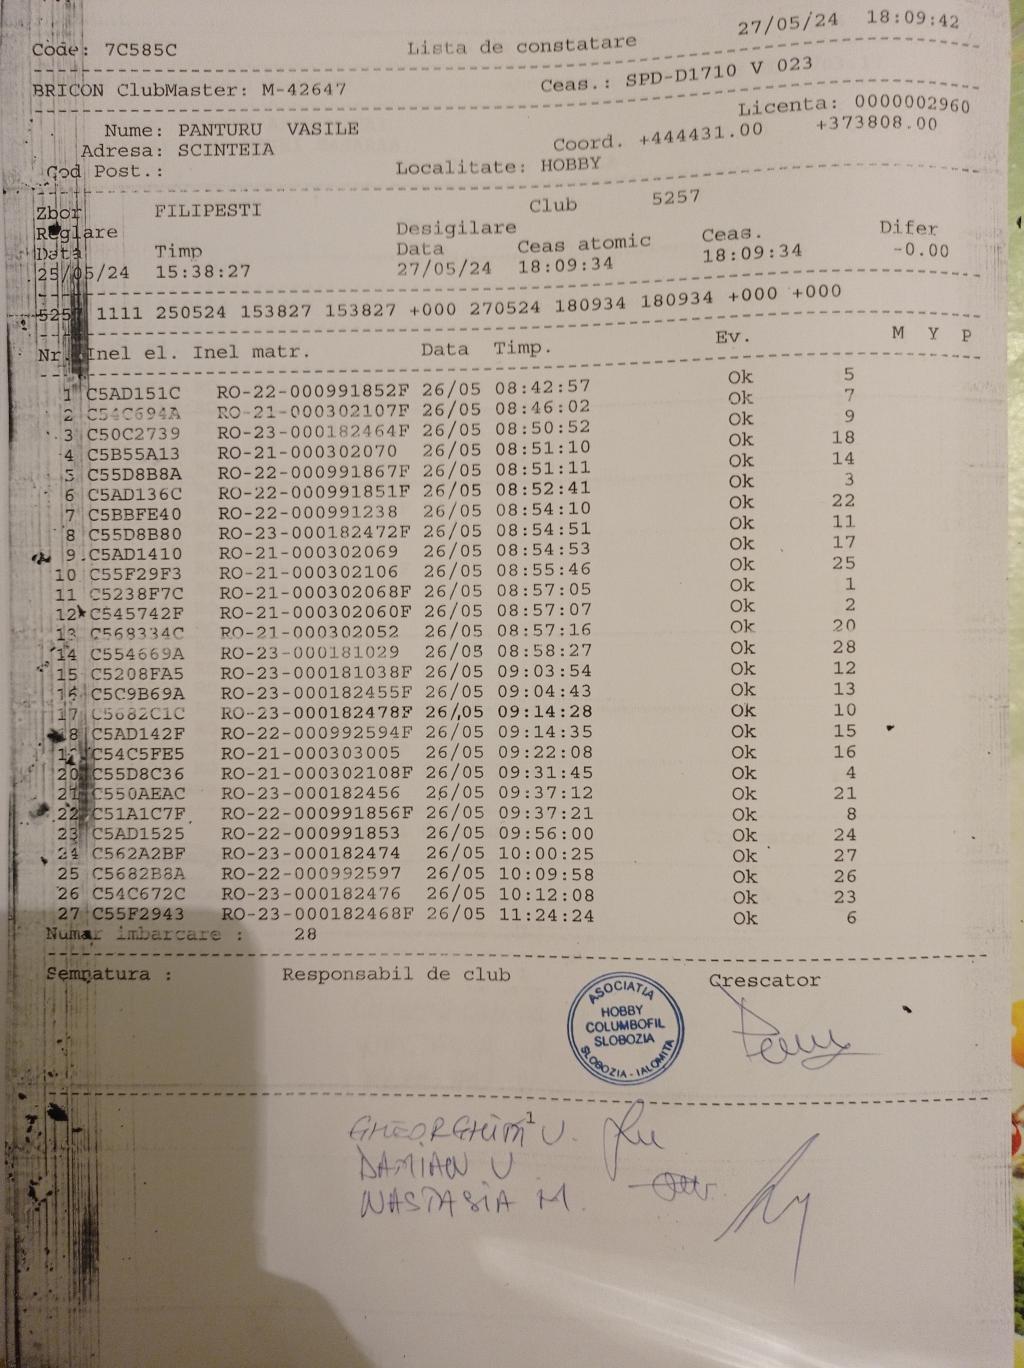 27/05/24 18:09:42
Code: 7C585C Lista de constatare
BRICON ClubMaster: M-42647 Ceas.: SPD-D1710 V 023
Licenta: 0000002960
Nume: PANTURU VASILE Coord. +444431.00 +373808.00
Adresa: SCINTEIA
Cod Post.: Localitate: HOBBY
Zbor FILIPESTI Club 5257
Reglare Desigilare
Data Timp Data Ceas atomic Ceas. Difer
25/05/24 15:38:27 27/05/24 18:09:34 18:09:34 -0.00
5257 1111 250524 153827 153827 +000 270524 180934 180934 +000 +000
Nr. Inel el. Inel matr. Data Timp. Ev. M Y P
1 C5AD151C RO-22-000991852F 26/05 08:42:57 Ok 5
2 C54C694A RO-21-000302107F 26/05 08:46:02 Ok 7
3 C50C2739 RO-23-000182464F 26/05 08:50:52 Ok 9
4 C5B55A13 RO-21-000302070 26/05 08:51:10 Ok 18
5 C55D8B8A RO-22-000991867F 26/05 08:51:11 Ok 14
6 C5AD136C RO-22-000991851F 26/05 08:52:41 Ok 3
7 C5BBFE40 RO-22-000991238 26/05 08:54:10 Ok 22
8 C55D8B80 RO-23-000182472F 26/05 08:54:51 Ok 11
9 C5AD1410 RO-21-000302069 26/05 08:54:53 Ok 17
10 C55F29F3 RO-21-000302106 26/05 08:55:46 Ok 25
11 C5238F7C RO-21-000302068F 26/05 08:57:05 Ok 1
12 C545742F RO-21-000302060F 26/05 08:57:07 Ok 2
13 C568334C RO-21-000302052 26/05 08:57:16 Ok 20
14 C554669A RO-23-000181029 26/05 08:58:27 Ok 28
15 C5208FA5 RO-23-000181038F 26/05 09:03:54 Ok 12
16 C5C9B69A RO-23-000182455F 26/05 09:04:43 Ok 13
17 C5682C1C RO-23-000182478F 26/05 09:14:28 Ok 10
18 C5AD142F RO-22-000992594F 26/05 09:14:35 Ok 15
19 C54C5FE5 RO-21-000303005 26/05 09:22:08 Ok 16
20 C55D8C36 RO-21-000302108F 26/05 09:31:45 Ok 4
21 C550AEAC RO-23-000182456 26/05 09:37:12 Ok 21
22 C51A1C7F RO-22-000991856F 26/05 09:37:21 Ok 8
23 C5AD1525 RO-22-000991853 26/05 09:56:00 Ok 24
24 C562A2BF RO-23-000182474 26/05 10:00:25 Ok 27
25 C5682B8A RO-22-000992597 26/05 10:09:58 Ok 26
26 C54C672C RO-23-000182476 26/05 10:12:08 Ok 23
27 C55F2943 RO-23-000182468F 26/05 11:24:24 Ok 6
Numar imbarcare : 28
Semnatura : Responsabil de club Crescator
ASOCIATIA
HOBBY
COLUMBOFIL
SLOBOZIA
SLOBOZIA - IALOMITA
1
GHEORGHITA V.
DAMIAN V
NASTASIA M.